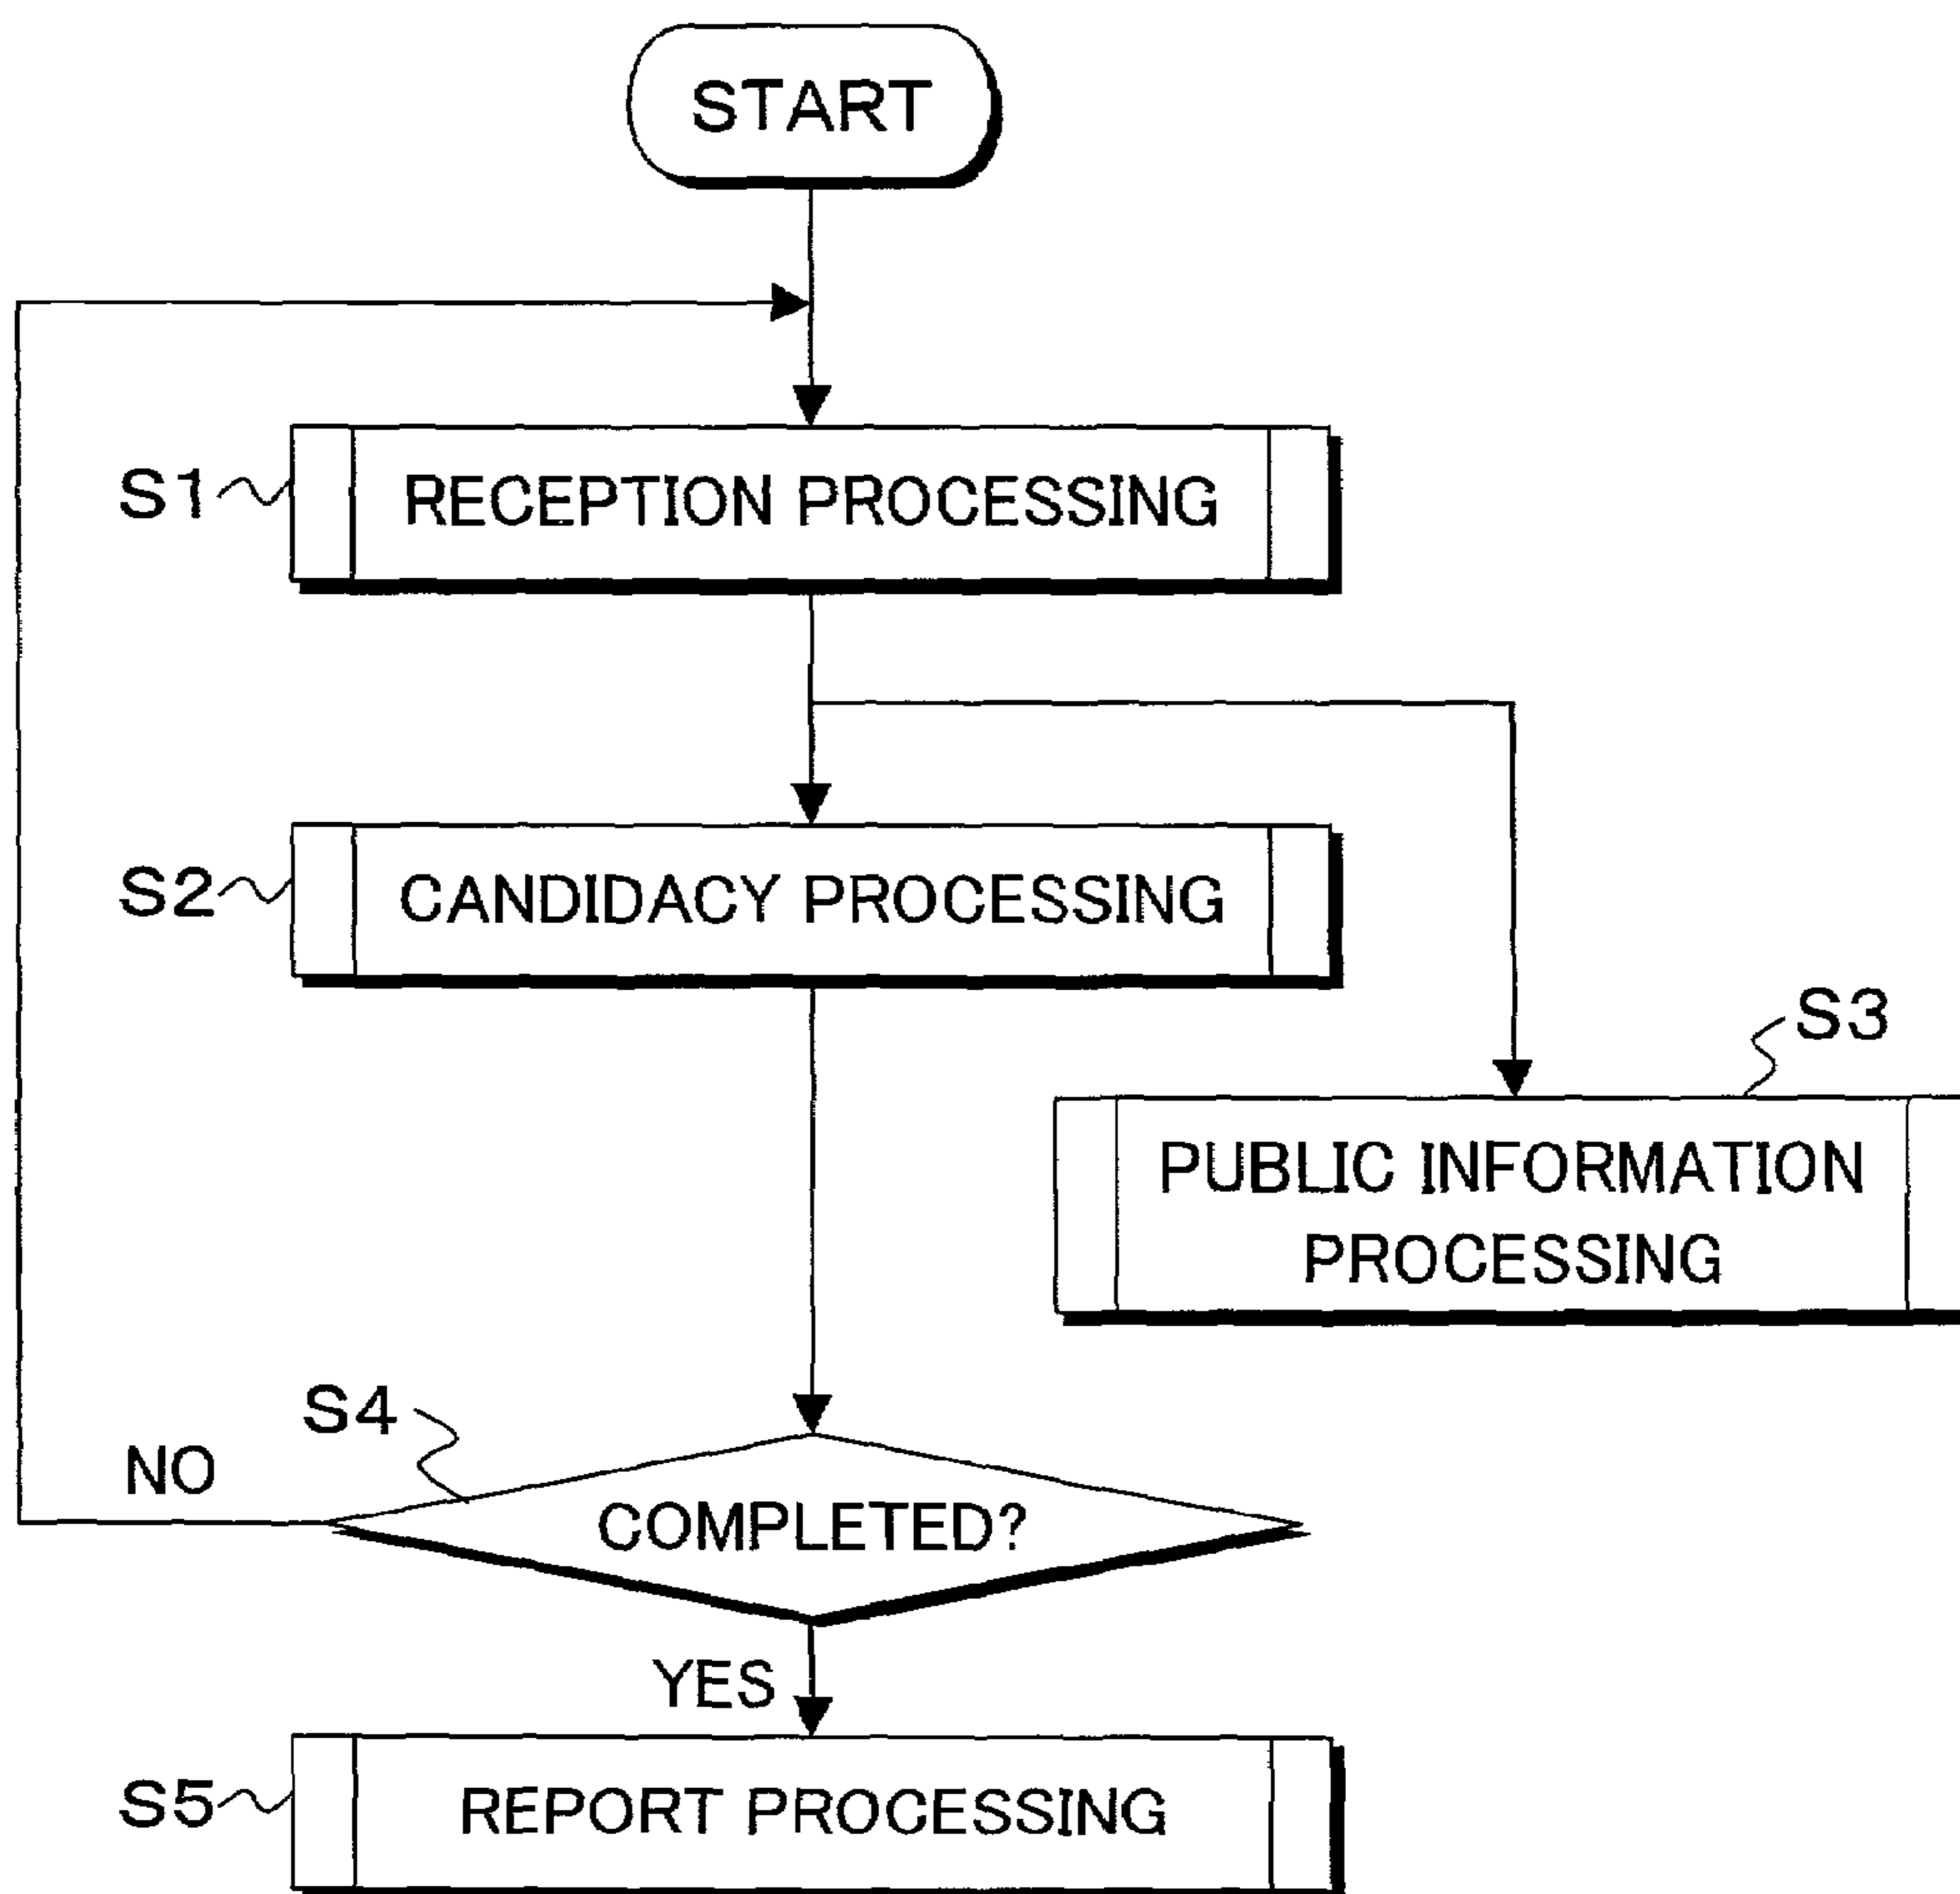 START
S1
RECEPTION PROCESSING
S2
CANDIDACY PROCESSING
S3
PUBLIC INFORMATION
PROCESSING
S4
NO
COMPLETED?
YES
S5
REPORT PROCESSING